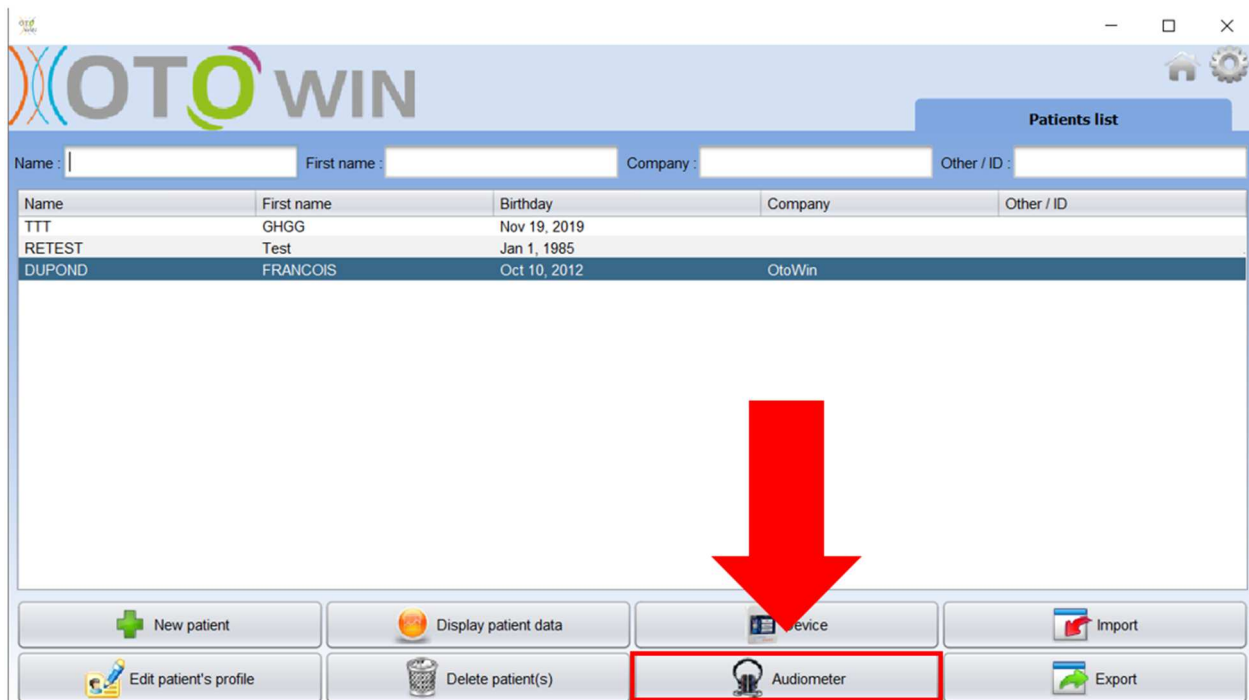 OTO WIN
Patients list
Name : First name : Company : Other / ID :
Name First name Birthday Company Other / ID
TTT GHGG Nov 19, 2019
RETEST Test Jan 1, 1985
DUPOND FRANCOIS Oct 10, 2012 OtoWin
New patient Display patient data Import
Edit patient's profile Delete patient(s) Audiometer Export